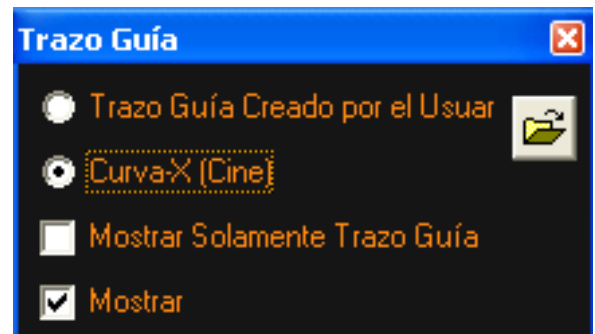 Trazo Guía
Trazo Guía Creado por el Usuar
Curva-X (Cine)
Mostrar Solamente Trazo Guía
Mostrar